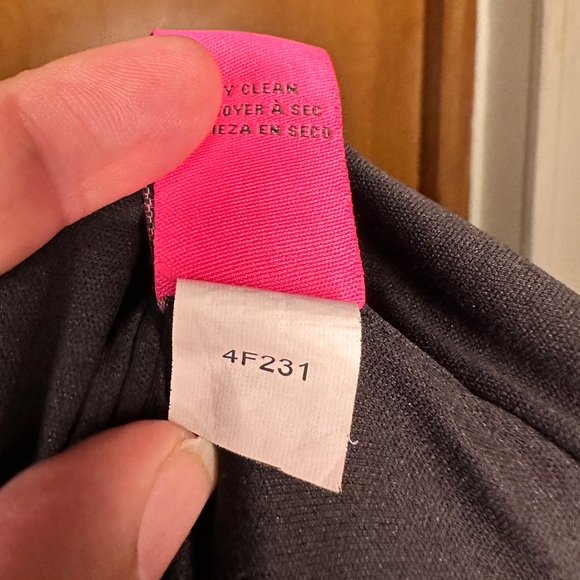 Y CLEAN
OYER À SEC
IEZA EN SECO
4F231